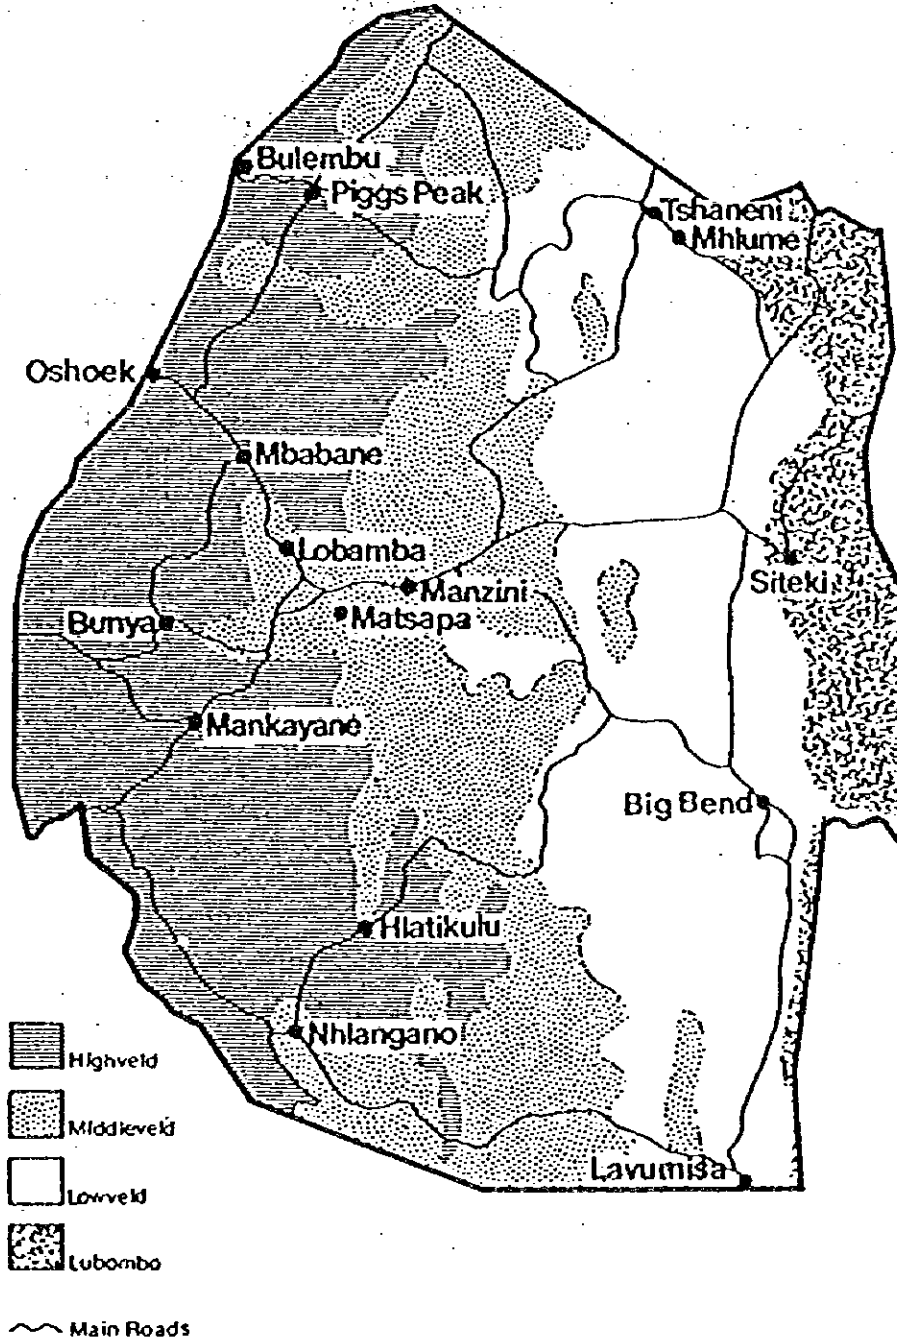 Bulembu
Piggs Peak
Tshaneni
Mhlume
Oshoek
Mbabane
Lobamba
Manzini
Siteki
Bunya
Matsapa
Mankayane
Big Bend
Hlatikulu
Nhlangano
Highveld
Middleveld
Lowveld
Lavumisa
Lubombo
Main Roads